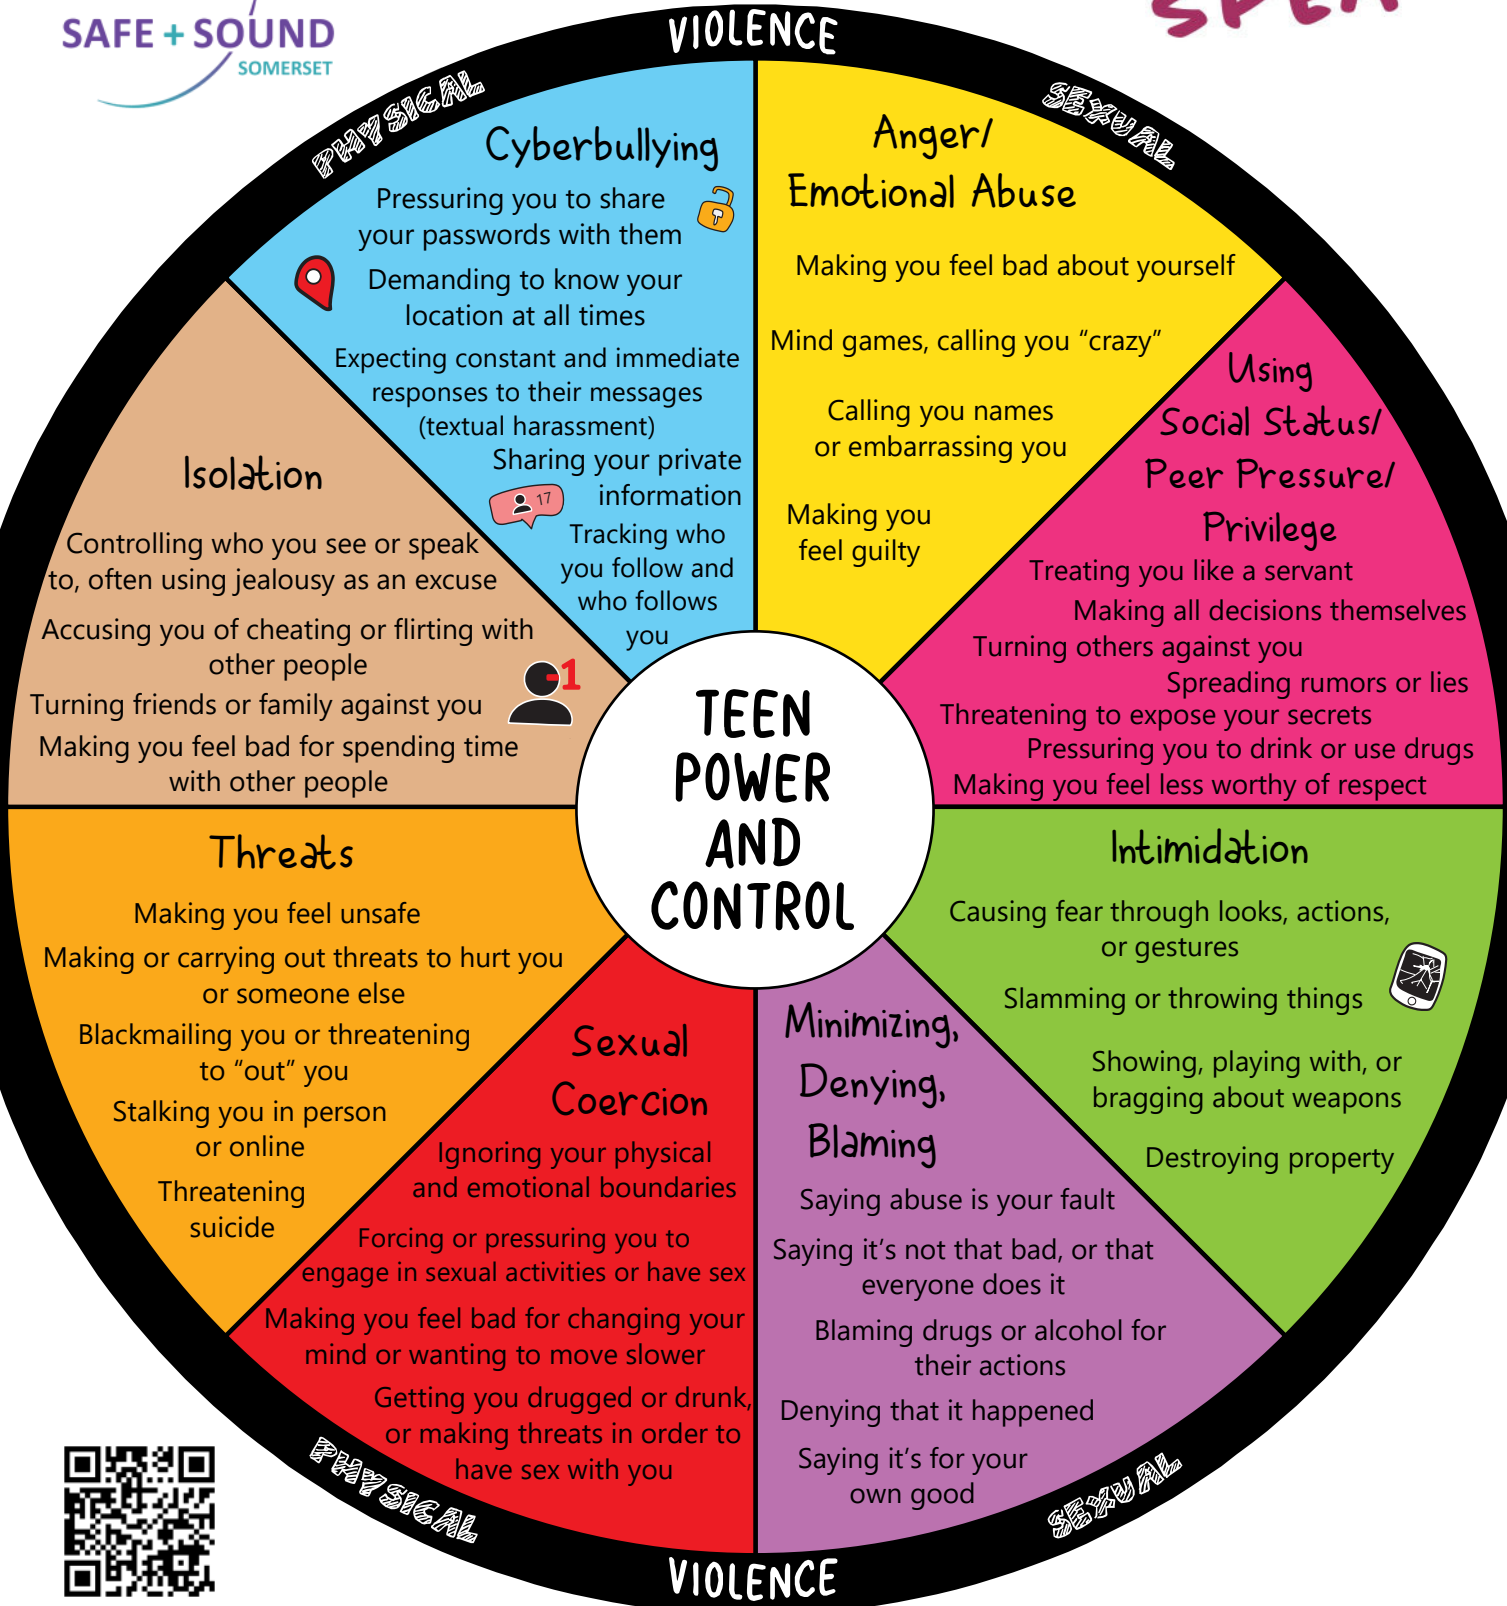 SAFE + SOUND
SOMERSET
VIOLENCE
PHYSICAL
SEXUAL
Cyberbullying
Pressuring you to share
your passwords with them
Demanding to know your
location at all times
Expecting constant and immediate
responses to their messages
(textual harassment)
Sharing your private
information
17
Tracking who
you follow and
who follows
you
Anger/
Emotional Abuse
Making you feel bad about yourself
Mind games, calling you “crazy”
Calling you names
or embarrassing you
Making you
feel guilty
Using
Social Status/
Peer Pressure/
Privilege
Treating you like a servant
Making all decisions themselves
Turning others against you
Spreading rumors or lies
Threatening to expose your secrets
Pressuring you to drink or use drugs
Making you feel less worthy of respect
Isolation
Controlling who you see or speak
to, often using jealousy as an excuse
Accusing you of cheating or flirting with
other people
Turning friends or family against you
-1
Making you feel bad for spending time
with other people
TEEN
POWER
AND
CONTROL
Threats
Making you feel unsafe
Making or carrying out threats to hurt you
or someone else
Blackmailing you or threatening
to “out” you
Stalking you in person
or online
Threatening
suicide
Intimidation
Causing fear through looks, actions,
or gestures
Slamming or throwing things
Showing, playing with, or
bragging about weapons
Destroying property
Sexual
Coercion
Ignoring your physical
and emotional boundaries
Forcing or pressuring you to
engage in sexual activities or have sex
Making you feel bad for changing your
mind or wanting to move slower
Getting you drugged or drunk,
or making threats in order to
have sex with you
Minimizing,
Denying,
Blaming
Saying abuse is your fault
Saying it’s not that bad, or that
everyone does it
Blaming drugs or alcohol for
their actions
Denying that it happened
Saying it’s for your
own good
PHYSICAL
SEXUAL
VIOLENCE